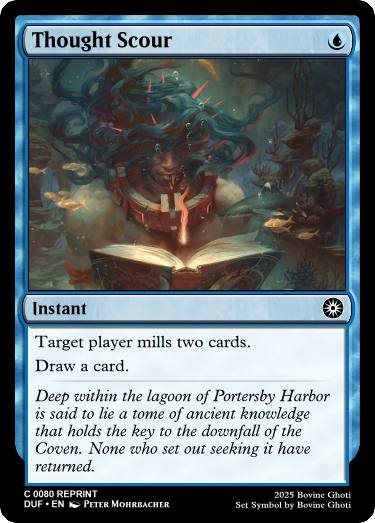 Thought Scour
Instant
Target player mills two cards.
Draw a card.
Deep within the lagoon of Portersby Harbor
is said to lie a tome of ancient knowledge
that holds the key to the downfall of the
Coven. None who set out seeking it have
returned.
C 0080 REPRINT
DUF • EN Peter Mohrbacher
2025 Bovine Ghoti
Set Symbol by Bovine Ghoti